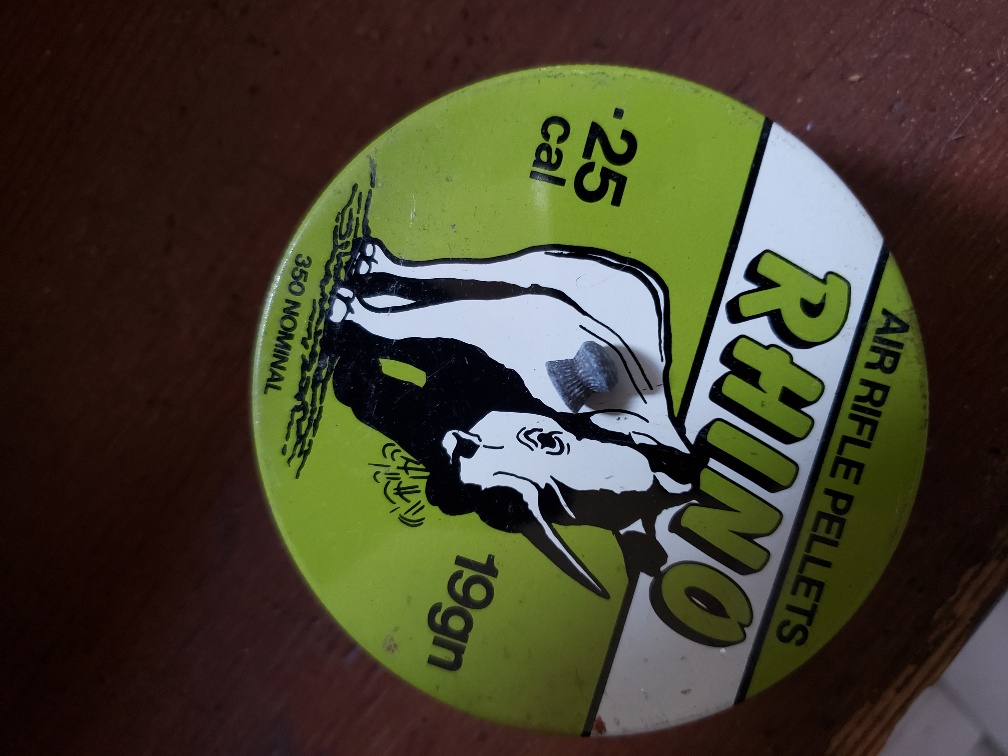 AIR RIFLE PELLETS
RHINO
.25
cal
19gn
350 NOMINAL